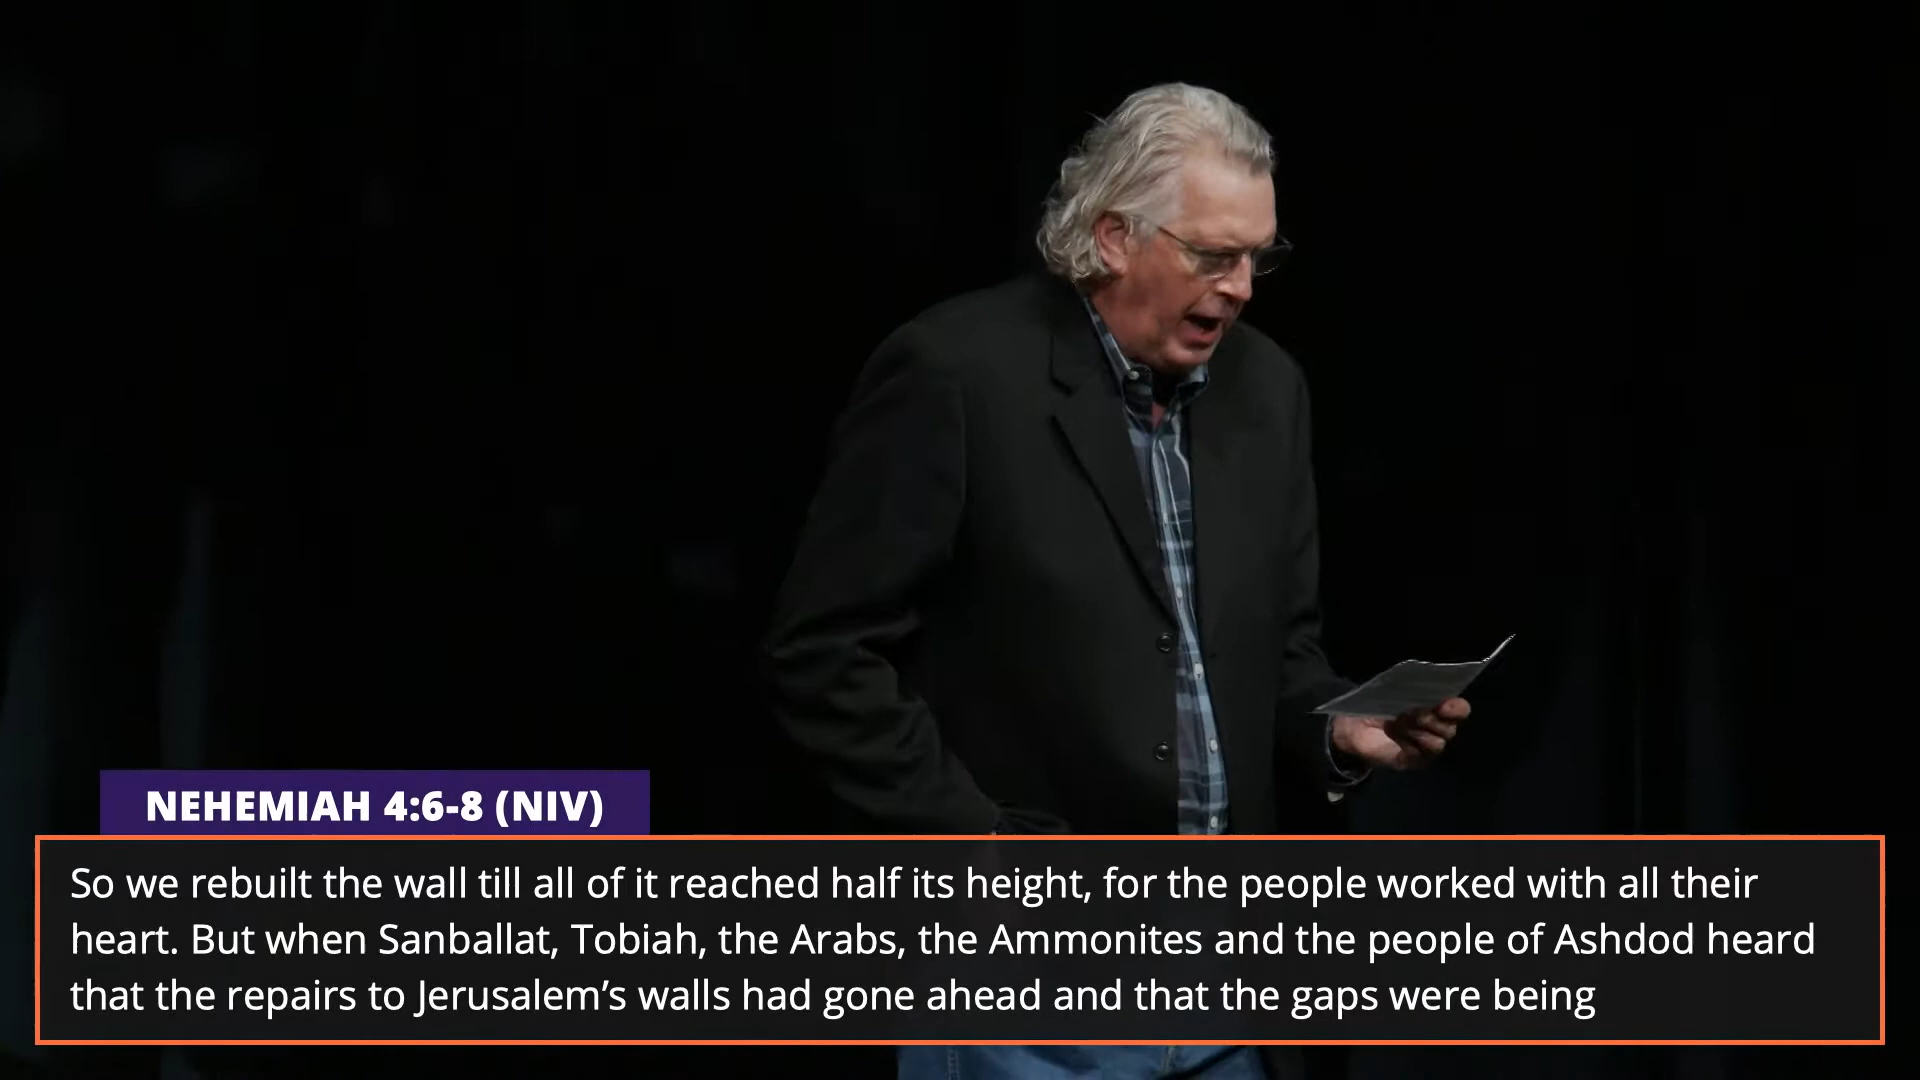 NEHEMIAH 4:6-8 (NIV)
So we rebuilt the wall till all of it reached half its height, for the people worked with all their
heart. But when Sanballat, Tobiah, the Arabs, the Ammonites and the people of Ashdod heard
that the repairs to Jerusalem’s walls had gone ahead and that the gaps were being